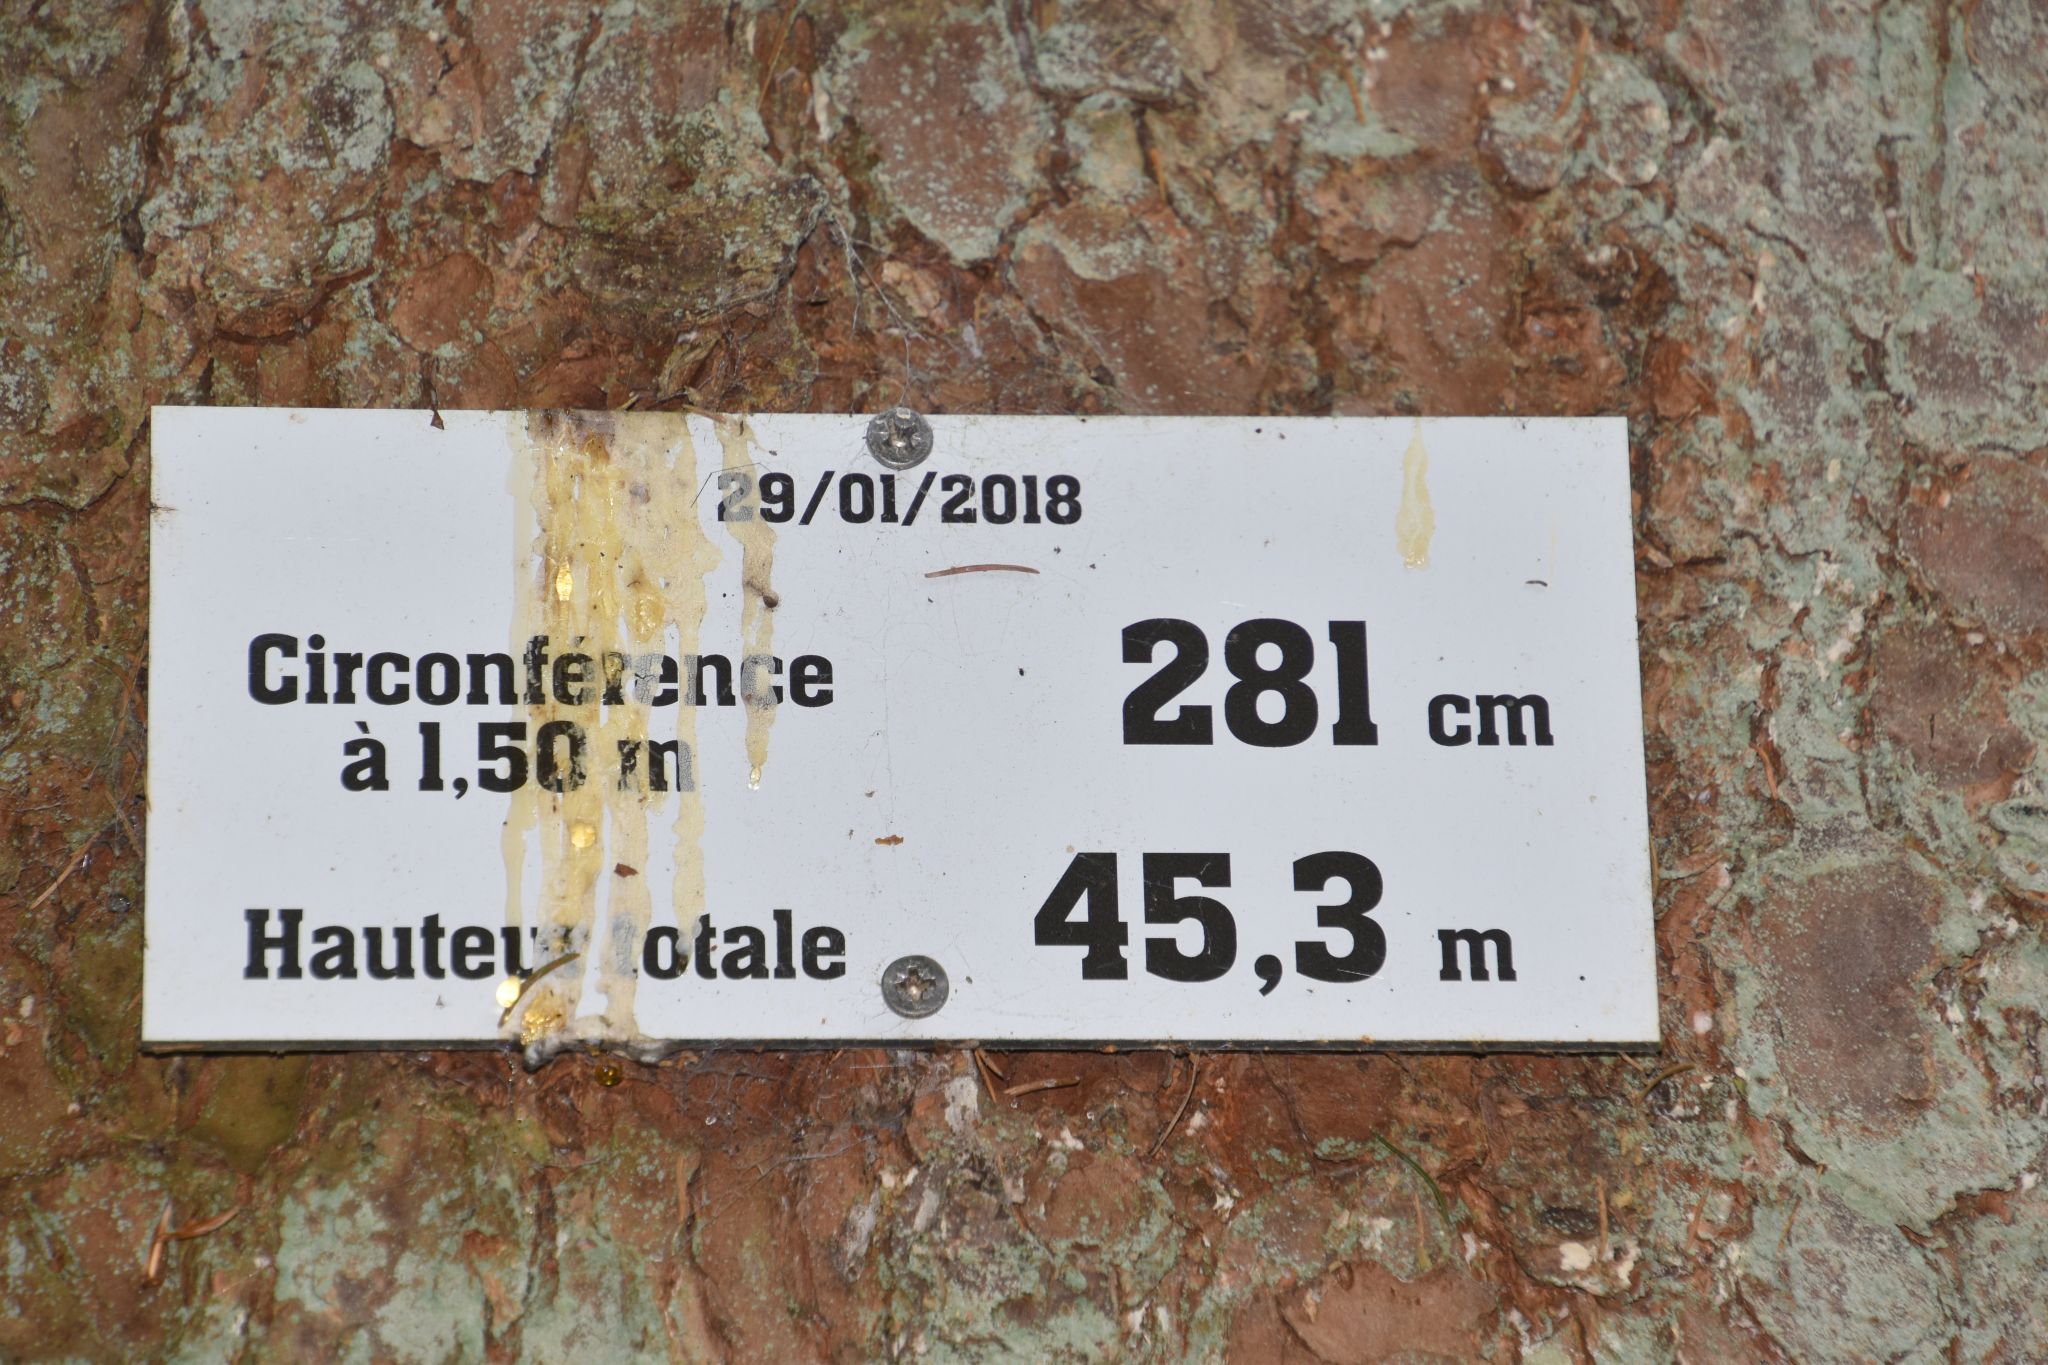 29/01/2018
Circonférence 281 cm
à 1,50 m
Hauteur totale 45,3 m